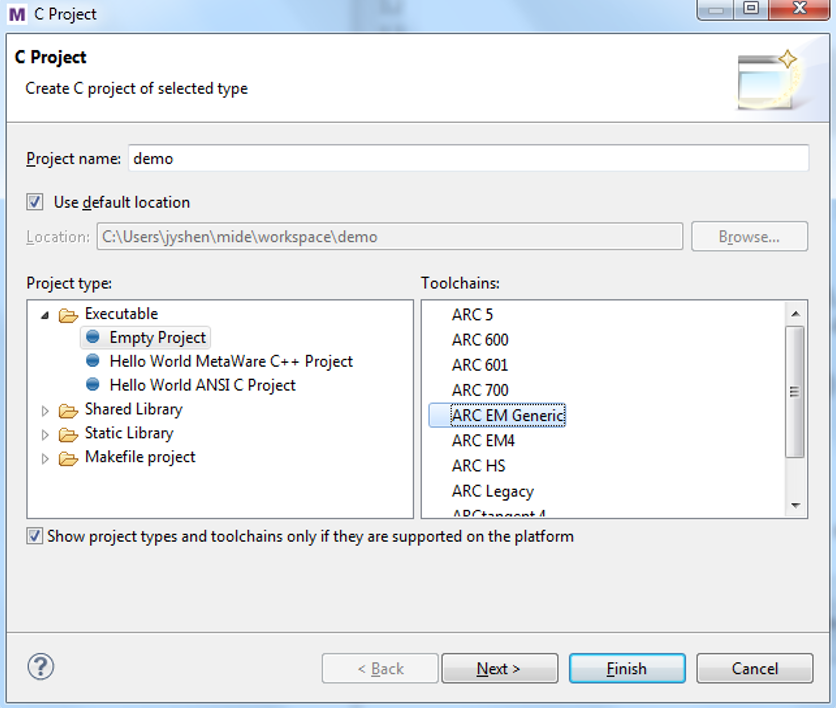 M C Project
C Project
Create C project of selected type
Project name: demo
Use default location
Location: C:\Users\jyshen\mide\workspace\demo Browse...
Project type: Toolchains:
Executable
Empty Project
Hello World MetaWare C++ Project
Hello World ANSI C Project
Shared Library
Static Library
Makefile project
ARC 5
ARC 600
ARC 601
ARC 700
ARC EM Generic
ARC EM4
ARC HS
ARC Legacy
ARCtangent 4
Show project types and toolchains only if they are supported on the platform
? < Back Next > Finish Cancel